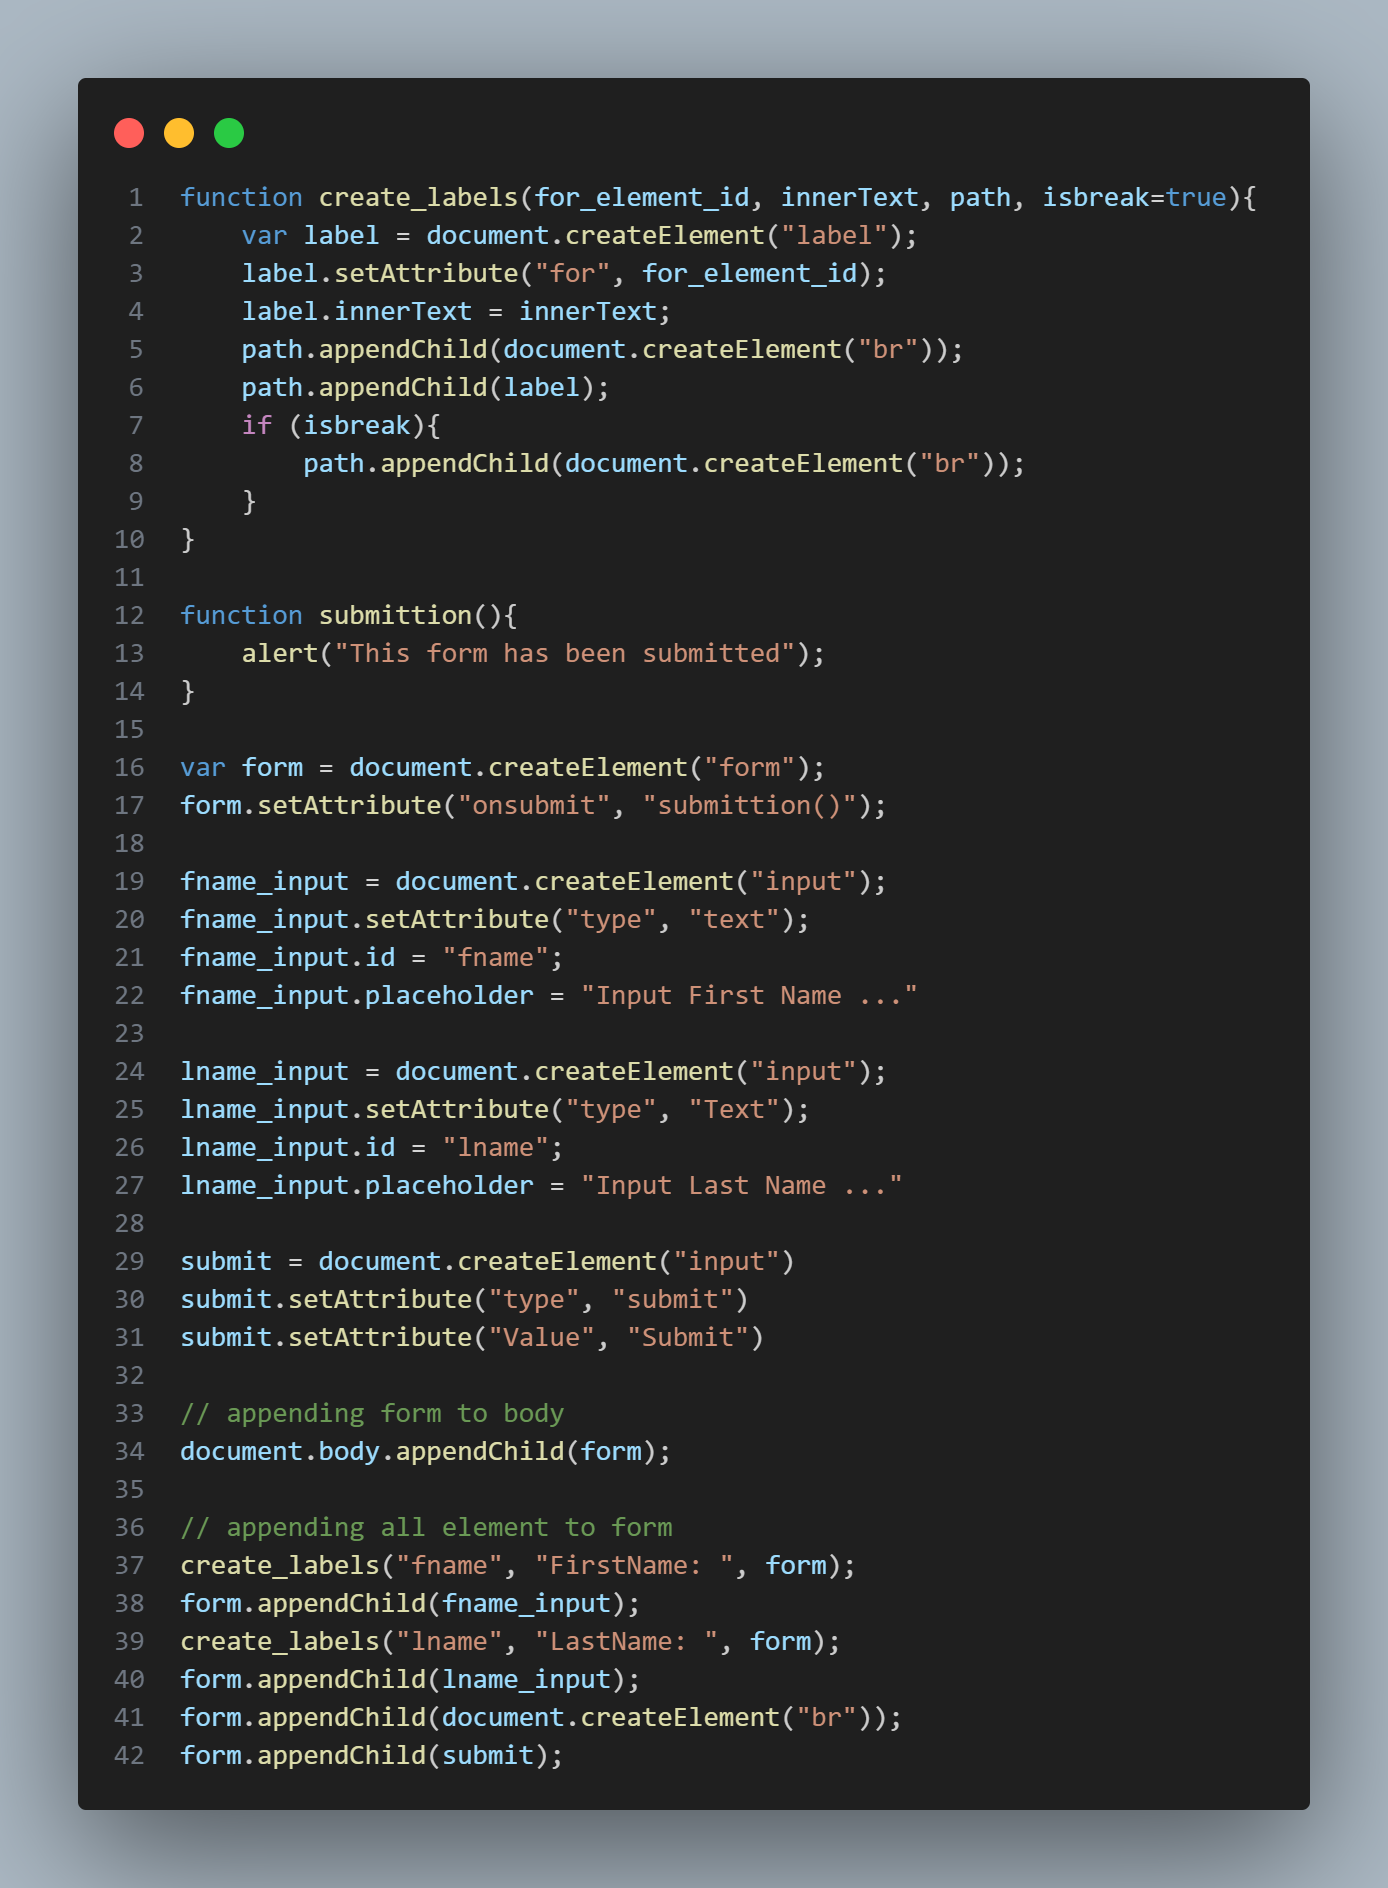 1 function create_labels(for_element_id, innerText, path, isbreak=true){
2     var label = document.createElement("label");
3     label.setAttribute("for", for_element_id);
4     label.innerText = innerText;
5     path.appendChild(document.createElement("br"));
6     path.appendChild(label);
7     if (isbreak){
8         path.appendChild(document.createElement("br"));
9     }
10 }
11
12 function submittion(){
13     alert("This form has been submitted");
14 }
15
16 var form = document.createElement("form");
17 form.setAttribute("onsubmit", "submittion()");
18
19 fname_input = document.createElement("input");
20 fname_input.setAttribute("type", "text");
21 fname_input.id = "fname";
22 fname_input.placeholder = "Input First Name ..."
23
24 lname_input = document.createElement("input");
25 lname_input.setAttribute("type", "Text");
26 lname_input.id = "lname";
27 lname_input.placeholder = "Input Last Name ..."
28
29 submit = document.createElement("input")
30 submit.setAttribute("type", "submit")
31 submit.setAttribute("Value", "Submit")
32
33 // appending form to body
34 document.body.appendChild(form);
35
36 // appending all element to form
37 create_labels("fname", "FirstName: ", form);
38 form.appendChild(fname_input);
39 create_labels("lname", "LastName: ", form);
40 form.appendChild(lname_input);
41 form.appendChild(document.createElement("br"));
42 form.appendChild(submit);